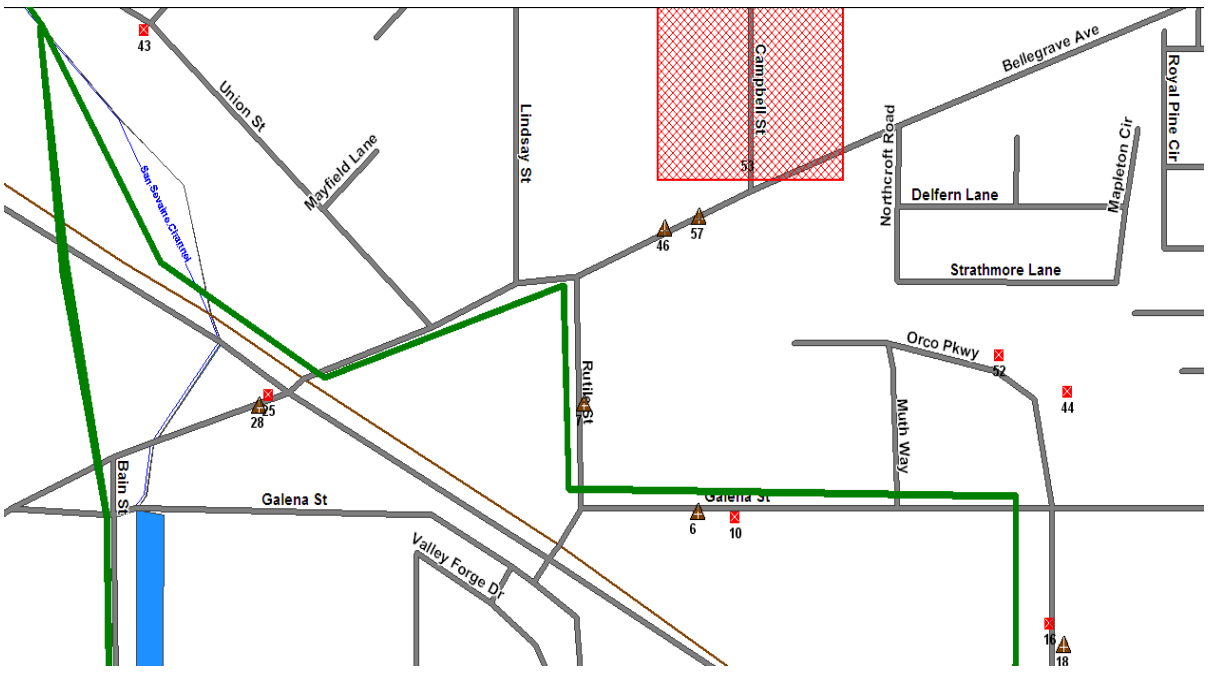 43
Union St
Mayfield Lane
Lindsay St
Campbell St
53
Bellegrave Ave
Royal Pine Cir
Northcroft Road
Mapleton Cir
Delfern Lane
Strathmore Lane
San Sevaine Channel
46
57
Orco Pkwy
52
44
25
28
Rutile St
7
Muth Way
Bain St
Galena St
Galena St
6
10
Valley Forge Dr
16
18